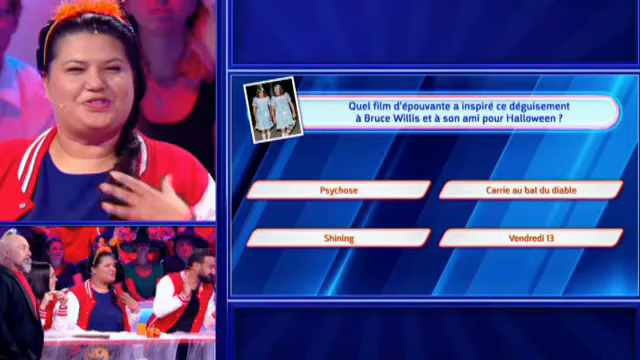 Quel film d'épouvante a inspiré ce déguisement
à Bruce Willis et à son ami pour Halloween ?
Psychose
Carrie au bal du diable
Shining
Vendredi 13